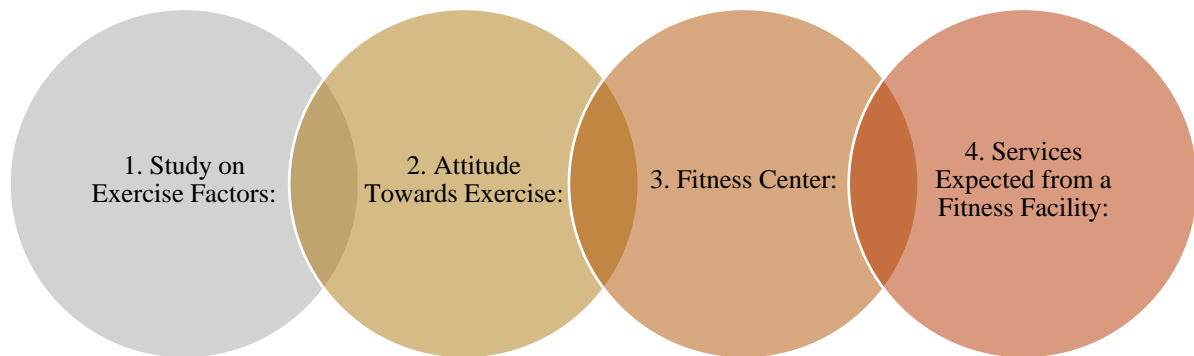 1. Study on
Exercise Factors:
2. Attitude
Towards Exercise:
3. Fitness Center:
4. Services
Expected from a
Fitness Facility: